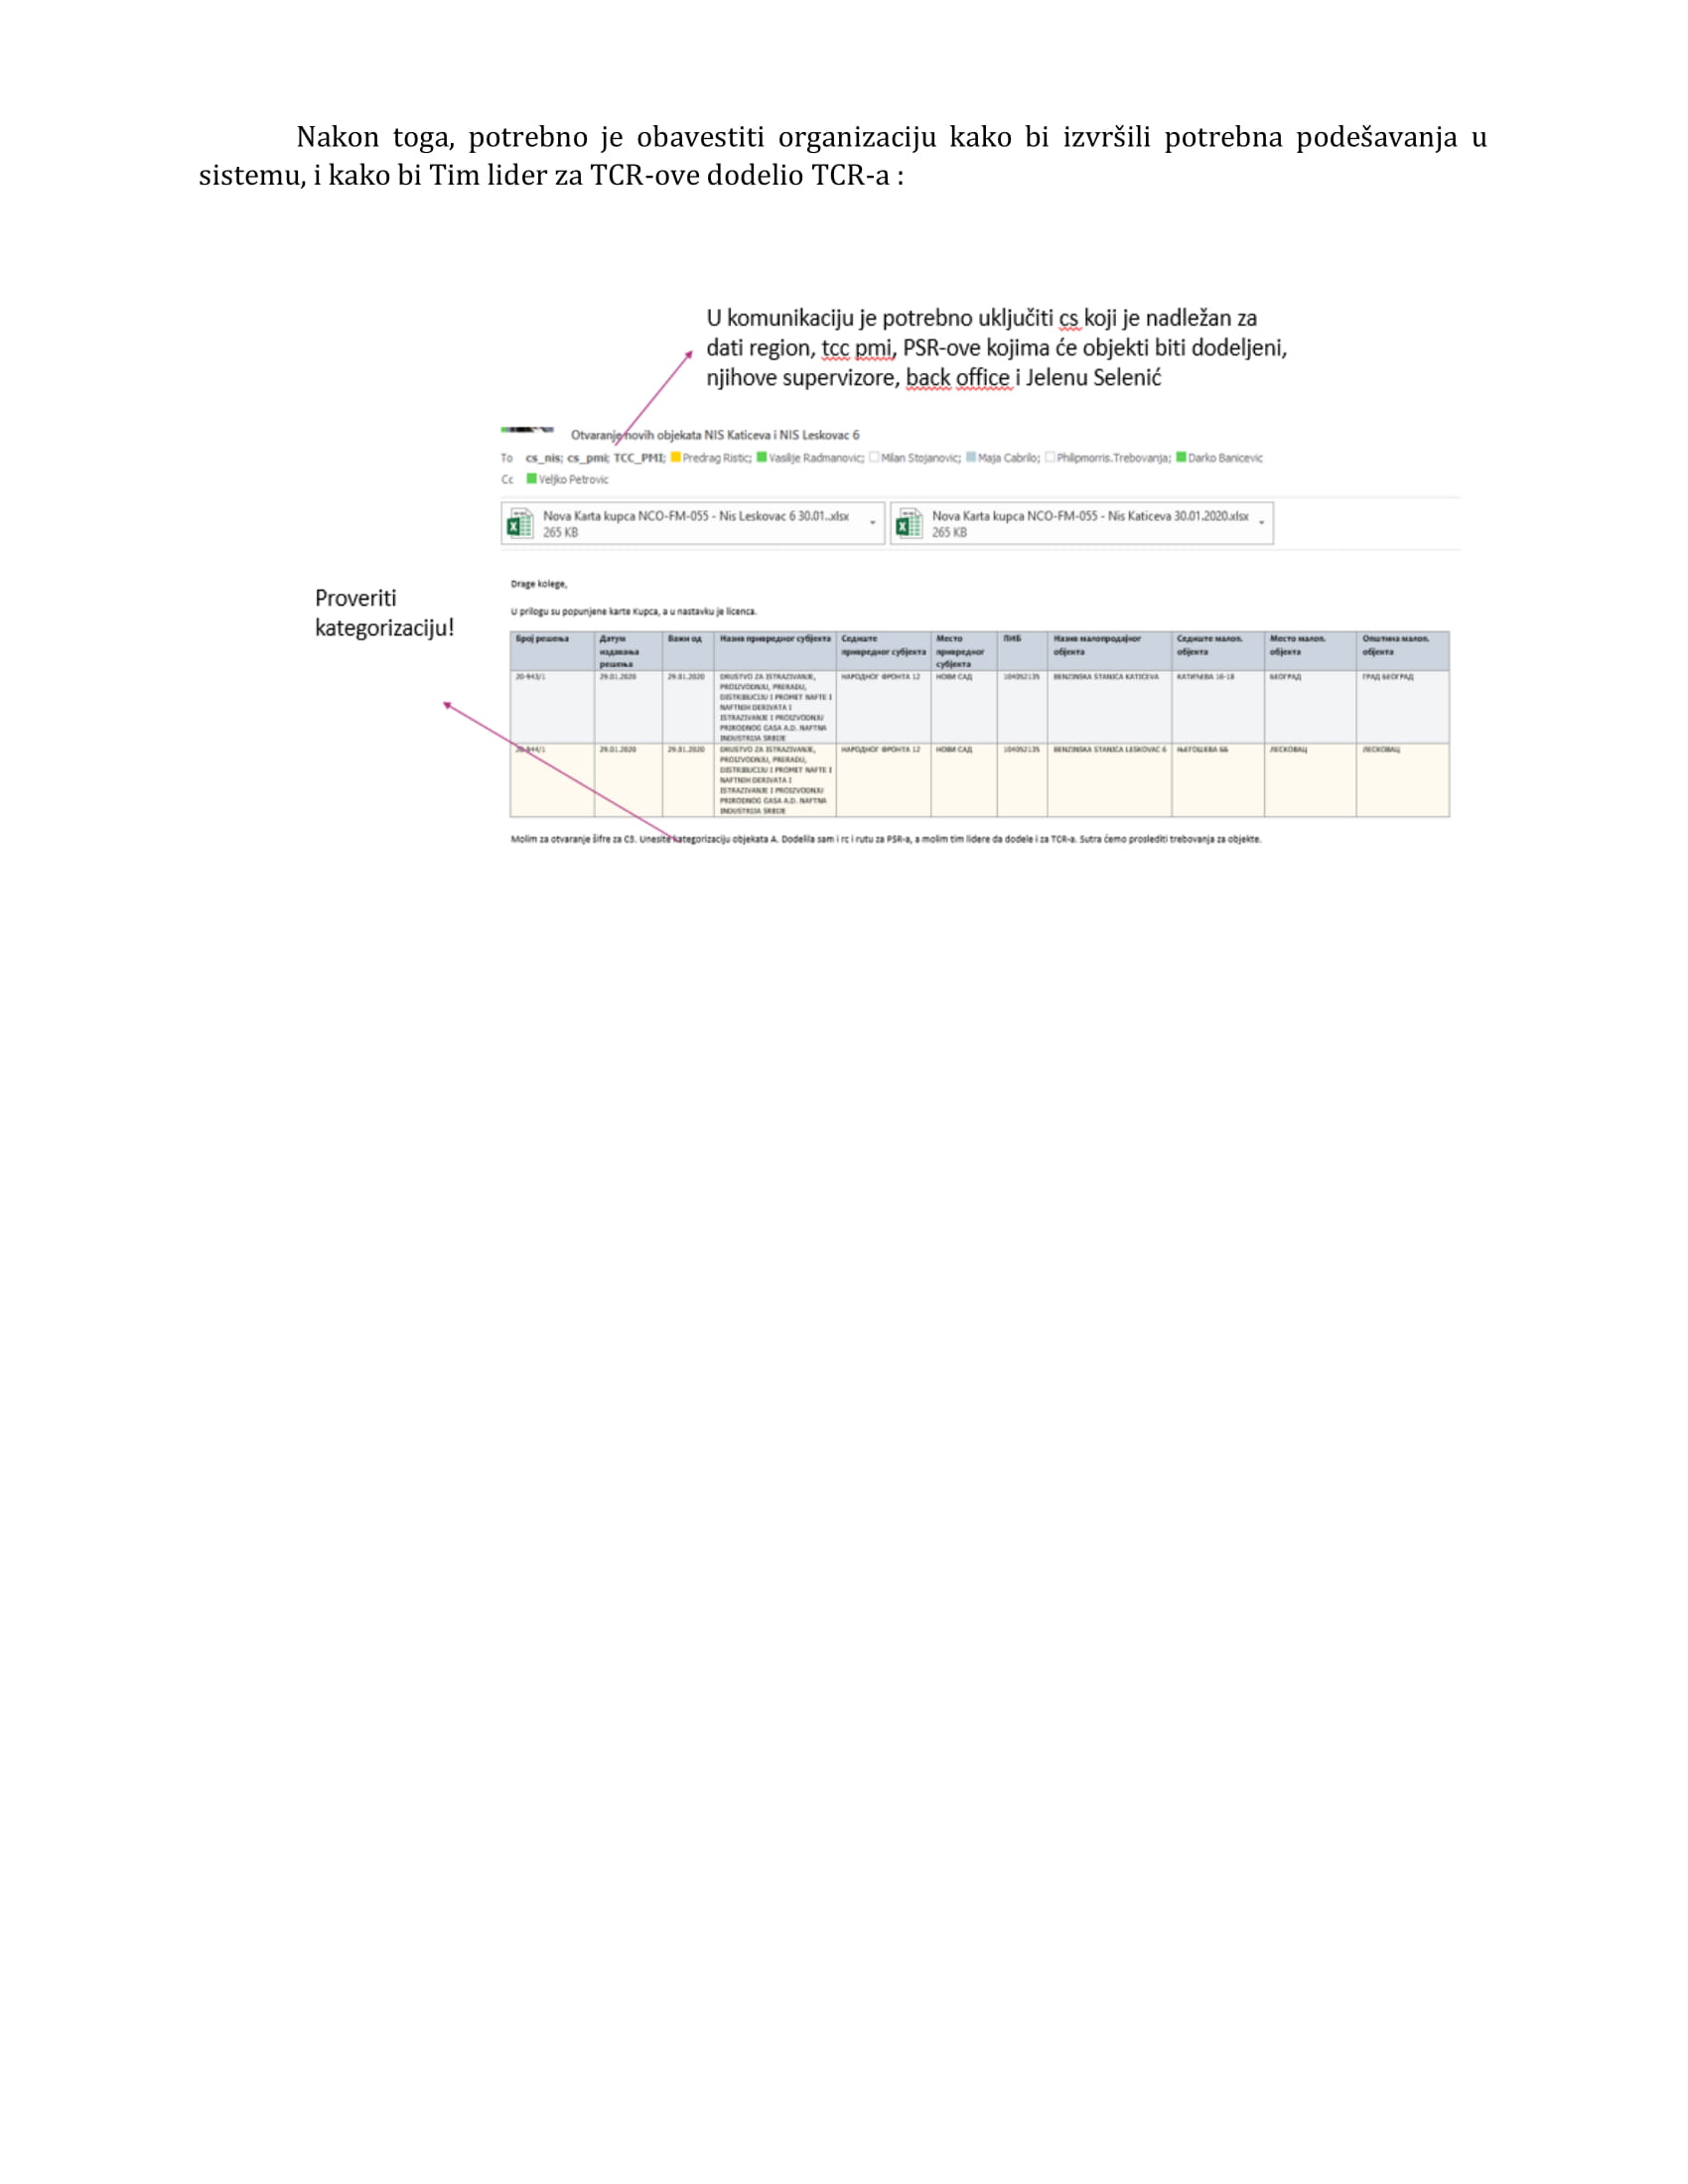 Nakon toga, potrebno je obavestiti organizaciju kako bi izvršili potrebna podešavanja u
sistemu, i kako bi Tim lider za TCR-ove dodelio TCR-a :
U komunikaciju je potrebno uključiti cs koji je nadležan za
dati region, tcc pmi, PSR-ove kojima će objekti biti dodeljeni,
njihove supervizore, back office i Jelenu Selenić
Otvaranje novih objekata NIS Katiceva i NIS Leskovac 6
To cs_nis; cs_pmi; TCC_PMI; Predrag Ristic; Vasilije Radmanovic; Milan Stojanovic; Maja Cabrilo; Philipmorris.Trebovanja; Darko Banicevic
Cc Veljko Petrovic
Nova Karta kupca NCO-FM-055 - Nis Leskovac 6 30.01..xlsx
265 KB
Nova Karta kupca NCO-FM-055 - Nis Katiceva 30.01.2020.xlsx
265 KB
Proveriti
kategorizaciju!
Drage kolege,
U prilogu su popunjene karte Kupca, a u nastavku je licenca.
Број решења Датум издавања решења Важи од Назив привредног субјекта Седиште привредног субјекта Место привредног субјекта ПИБ Назив малопродајног објекта Седиште малоп. објекта Место малоп. објекта Општина малоп. објекта
20-943/1 29.01.2020 29.01.2020 DRUSTVO ZA ISTRAZIVANJE, НАРОДНОГ ФРОНТА 12 НОВИ САД 104052135 BENZINSKA STANICA KATICEVA КАТИЋЕВА 16-18 БЕОГРАД ГРАД БЕОГРАД
PROIZVODNJU, PRERADU,
DISTRIBUCIJU I PROMET NAFTE I
NAFTNIH DERIVATA I
ISTRAZIVANJE I PROIZVODNJU
PRIRODNOG GASA A.D. NAFTNA
INDUSTRIJA SRBIJE
20-944/1 29.01.2020 29.01.2020 DRUSTVO ZA ISTRAZIVANJE, НАРОДНОГ ФРОНТА 12 НОВИ САД 104052135 BENZINSKA STANICA LESKOVAC 6 ЊЕГОШЕВА ББ ЛЕСКОВАЦ ЛЕСКОВАЦ
PROIZVODNJU, PRERADU,
DISTRIBUCIJU I PROMET NAFTE I
NAFTNIH DERIVATA I
ISTRAZIVANJE I PROIZVODNJU
PRIRODNOG GASA A.D. NAFTNA
INDUSTRIJA SRBIJE
Molim za otvaranje šifre za C3. Unesite kategorizaciju objekata A. Dodelila sam i rc i rutu za PSR-a, a molim tim lidere da dodele i za TCR-a. Sutra ćemo proslediti trebovanja za objekte.